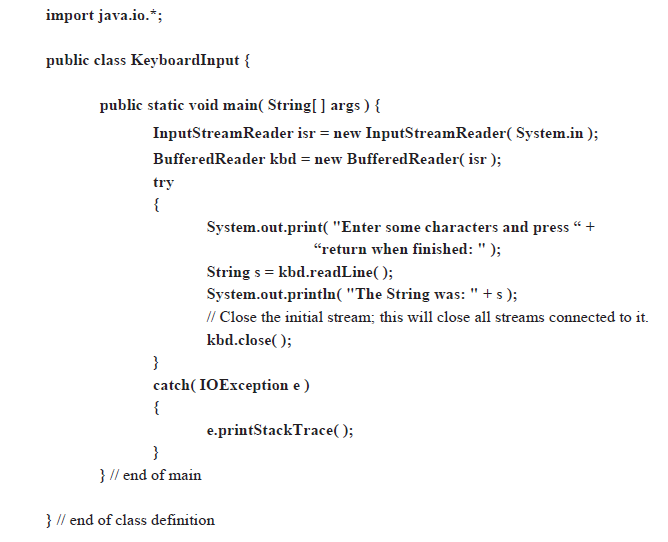 import java.io.*;
public class KeyboardInput {
public static void main( String[ ] args ) {
InputStreamReader isr = new InputStreamReader( System.in );
BufferedReader kbd = new BufferedReader( isr );
try
{
System.out.print( "Enter some characters and press “ +
“return when finished: " );
String s = kbd.readLine( );
System.out.println( "The String was: " + s );
// Close the initial stream; this will close all streams connected to it.
kbd.close( );
}
catch( IOException e )
{
e.printStackTrace( );
}
} // end of main
} // end of class definition